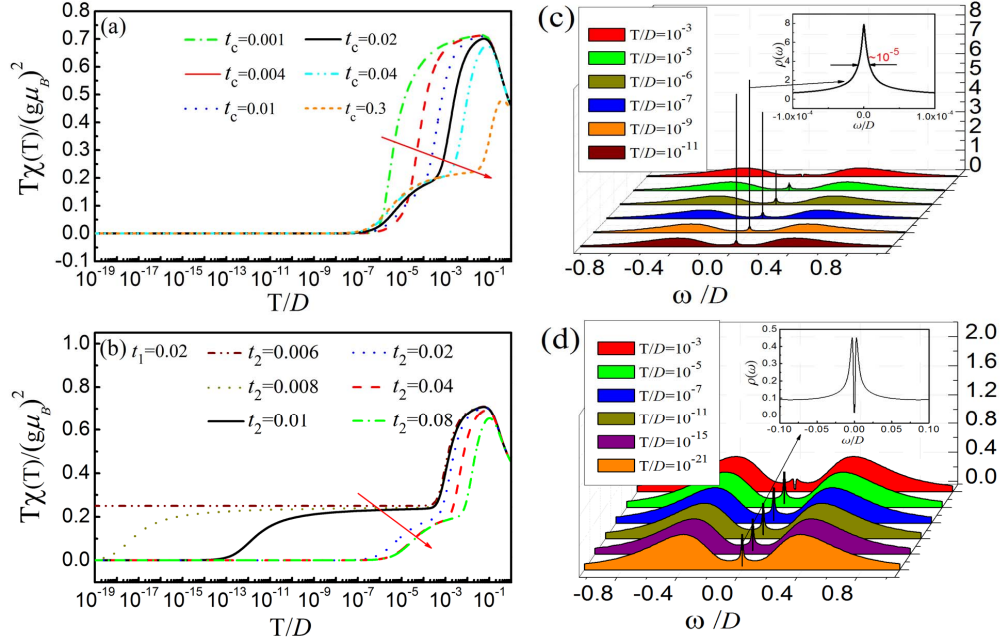 (a)
t_c=0.001
t_c=0.02
t_c=0.004
t_c=0.04
t_c=0.01
t_c=0.3
Tχ(T)/(gμ_B)^2
0.8
0.7
0.6
0.5
0.4
0.3
0.2
0.1
0.0
-0.1
10^-19 10^-17 10^-15 10^-13 10^-11 10^-9 10^-7 10^-5 10^-3 10^-1
T/D
(b) t_1=0.02
t_2=0.006
t_2=0.02
t_2=0.008
t_2=0.04
t_2=0.01
t_2=0.08
Tχ(T)/(gμ_B)^2
1.0
0.8
0.6
0.4
0.2
0.0
10^-19 10^-17 10^-15 10^-13 10^-11 10^-9 10^-7 10^-5 10^-3 10^-1
T/D
(c)
T/D=10^-3
T/D=10^-5
T/D=10^-6
T/D=10^-7
T/D=10^-9
T/D=10^-11
ρ(ω)
8
6
4
2
0
~10^-5
-1.0x10^-4 0.0 1.0x10^-4
ω/D
8
7
6
5
4
3
2
1
0
-0.8 -0.4 0.0 0.4 0.8
ω /D
(d)
T/D=10^-3
T/D=10^-5
T/D=10^-7
T/D=10^-11
T/D=10^-15
T/D=10^-21
ρ(ω)
0.5
0.4
0.3
0.2
0.1
0.0
-0.10 -0.05 0.00 0.05 0.10
ω/D
2.0
1.6
1.2
0.8
0.4
0.0
-0.8 -0.4 0.0 0.4 0.8
ω /D